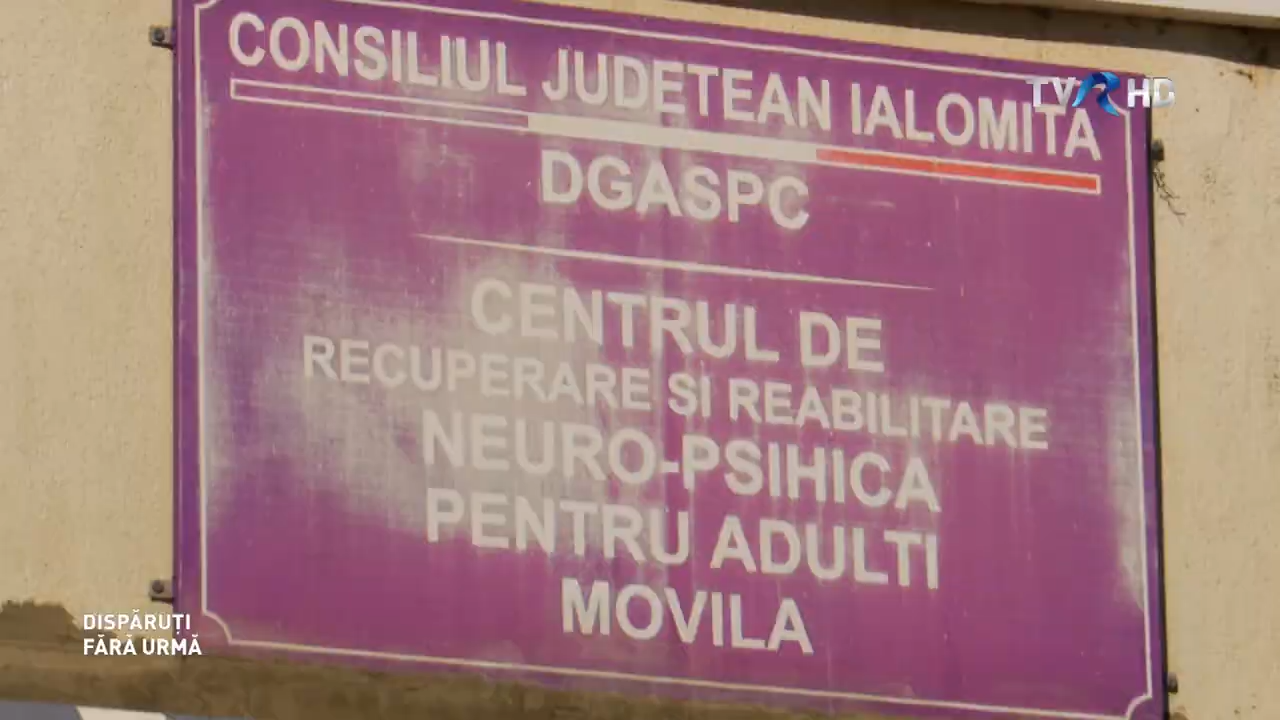 CONSILIUL JUDETEAN IALOMITA
TVR HD
DGASPC
CENTRUL DE
RECUPERARE SI REABILITARE
NEURO-PSIHICA
PENTRU ADULTI
MOVILA
DISPĂRUȚI
FĂRĂ URMĂ